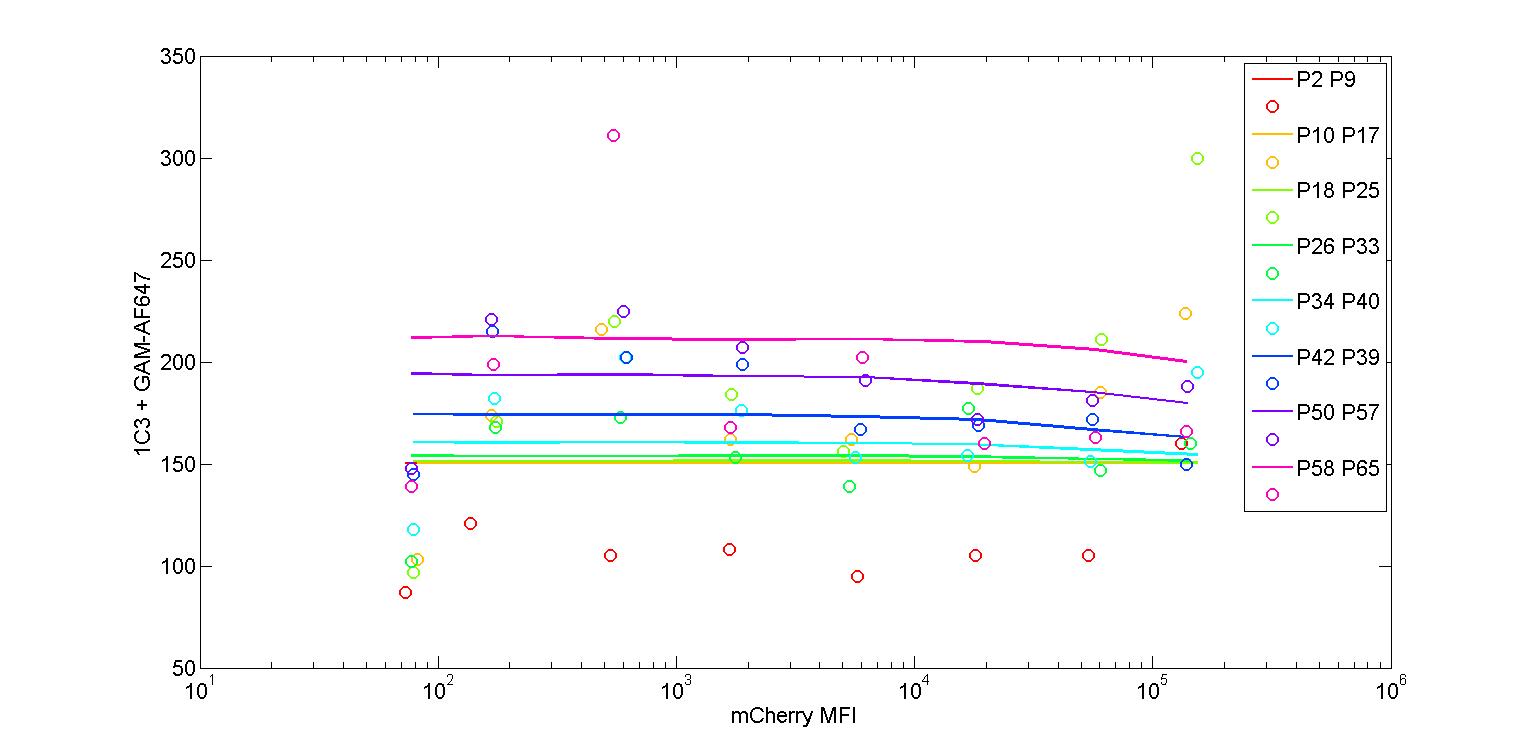 350
300
250
200
150
100
50
1C3 + GAM-AF647
10^1
10^2
10^3
10^4
10^5
10^6
mCherry MFI
P2 P9
P10 P17
P18 P25
P26 P33
P34 P40
P42 P39
P50 P57
P58 P65